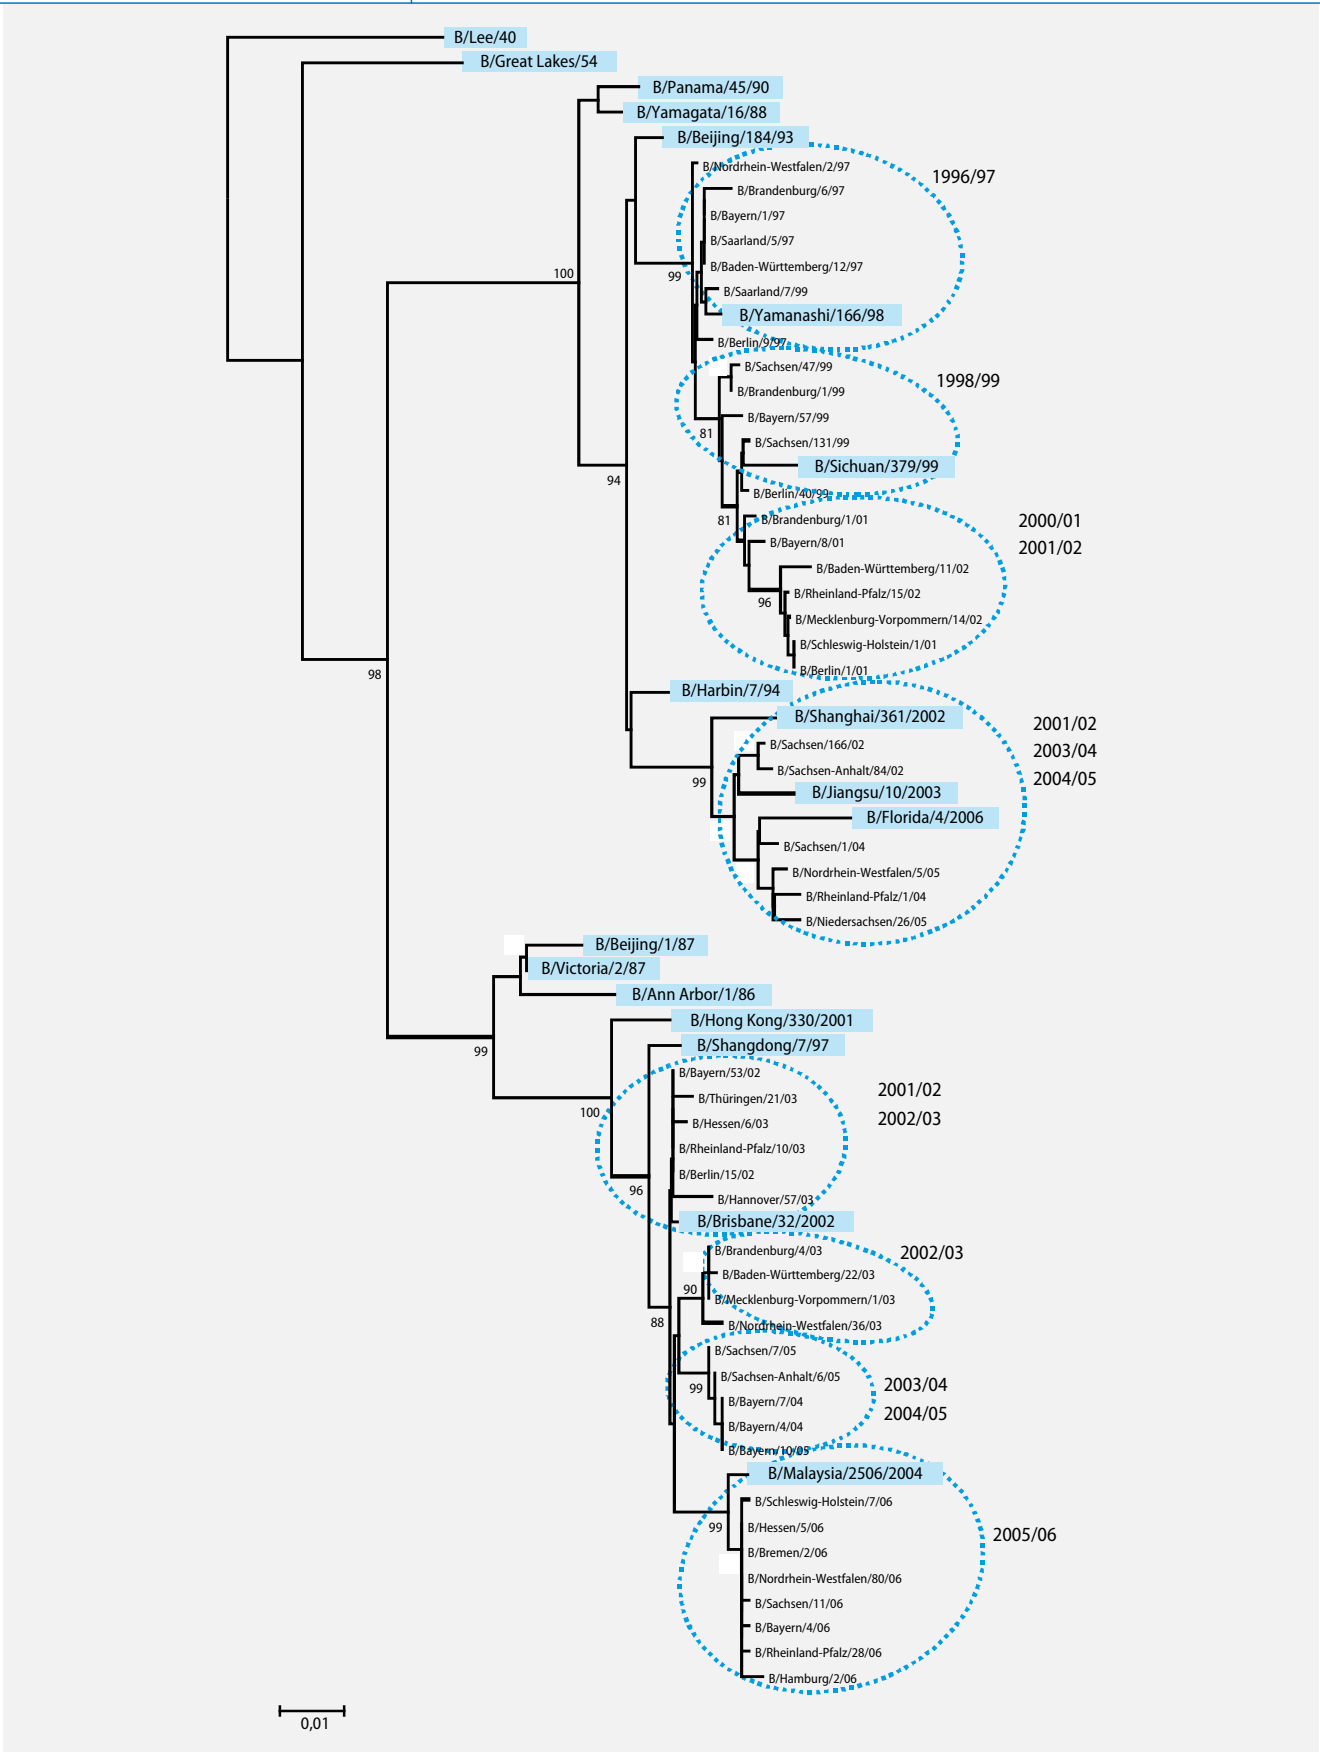 B/Lee/40
B/Great Lakes/54
B/Panama/45/90
B/Yamagata/16/88
B/Beijing/184/93
B/Nordrhein-Westfalen/2/97
1996/97
B/Brandenburg/6/97
B/Bayern/1/97
B/Saarland/5/97
B/Baden-Württemberg/12/97
100
99
B/Saarland/7/99
B/Yamanashi/166/98
B/Berlin/9/97
B/Sachsen/47/99
1998/99
B/Brandenburg/1/99
B/Bayern/57/99
81
B/Sachsen/131/99
B/Sichuan/379/99
94
B/Berlin/40/99
81
B/Brandenburg/1/01
2000/01
B/Bayern/8/01
2001/02
B/Baden-Württemberg/11/02
B/Rheinland-Pfalz/15/02
96
B/Mecklenburg-Vorpommern/14/02
B/Schleswig-Holstein/1/01
B/Berlin/1/01
98
B/Harbin/7/94
B/Shanghai/361/2002
2001/02
B/Sachsen/166/02
2003/04
B/Sachsen-Anhalt/84/02
2004/05
99
B/Jiangsu/10/2003
B/Florida/4/2006
B/Sachsen/1/04
B/Nordrhein-Westfalen/5/05
B/Rheinland-Pfalz/1/04
B/Niedersachsen/26/05
B/Beijing/1/87
B/Victoria/2/87
B/Ann Arbor/1/86
B/Hong Kong/330/2001
B/Shangdong/7/97
99
B/Bayern/53/02
2001/02
B/Thüringen/21/03
100
2002/03
B/Hessen/6/03
B/Rheinland-Pfalz/10/03
B/Berlin/15/02
96
B/Hannover/57/03
B/Brisbane/32/2002
B/Brandenburg/4/03
2002/03
B/Baden-Württemberg/22/03
90
B/Mecklenburg-Vorpommern/1/03
88
B/Nordrhein-Westfalen/36/03
B/Sachsen/7/05
B/Sachsen-Anhalt/6/05
99
2003/04
B/Bayern/7/04
2004/05
B/Bayern/4/04
B/Bayern/10/05
B/Malaysia/2506/2004
B/Schleswig-Holstein/7/06
99
B/Hessen/5/06
2005/06
B/Bremen/2/06
B/Nordrhein-Westfalen/80/06
B/Sachsen/11/06
B/Bayern/4/06
B/Rheinland-Pfalz/28/06
B/Hamburg/2/06
0,01